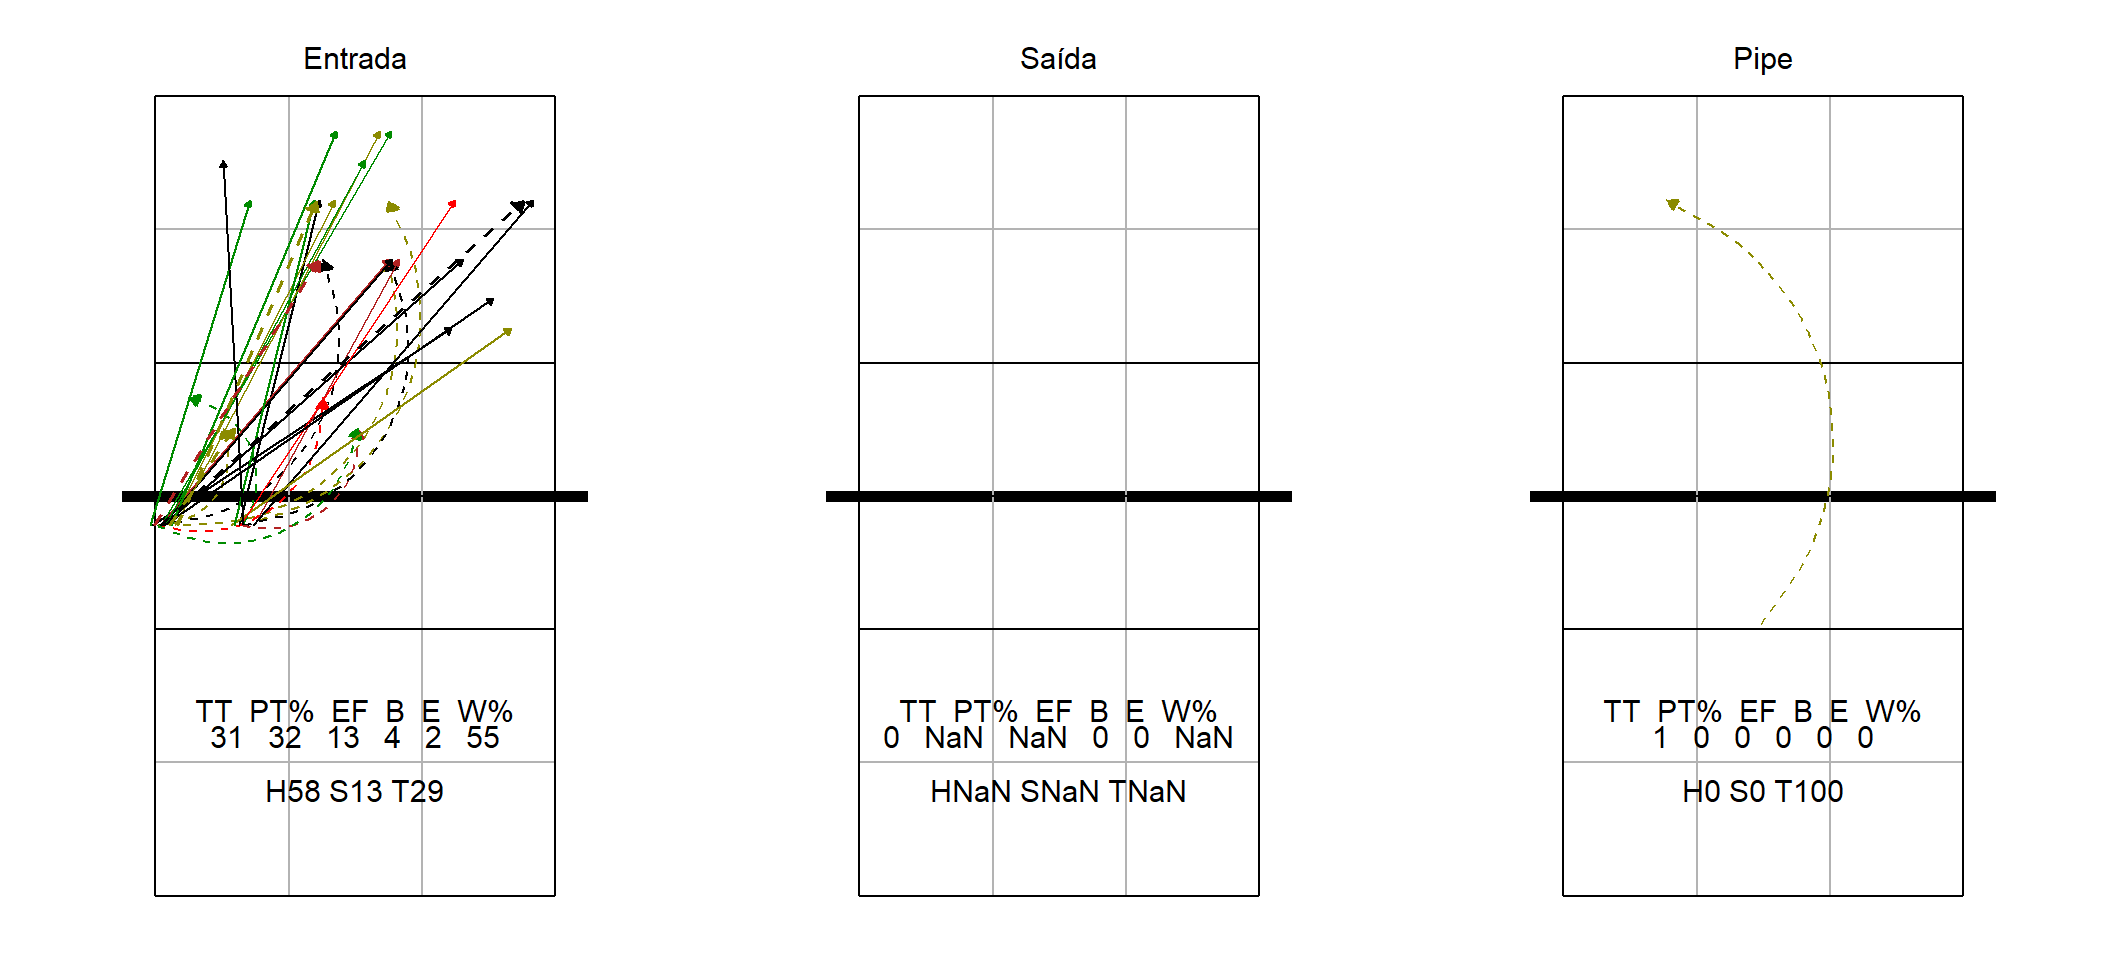 Entrada
TT PT% EF B E W%
31 32 13 4 2 55
H58 S13 T29
Saída
TT PT% EF B E W%
0 NaN NaN 0 0 NaN
HNaN SNaN TNaN
Pipe
TT PT% EF B E W%
1 0 0 0 0 0
H0 S0 T100